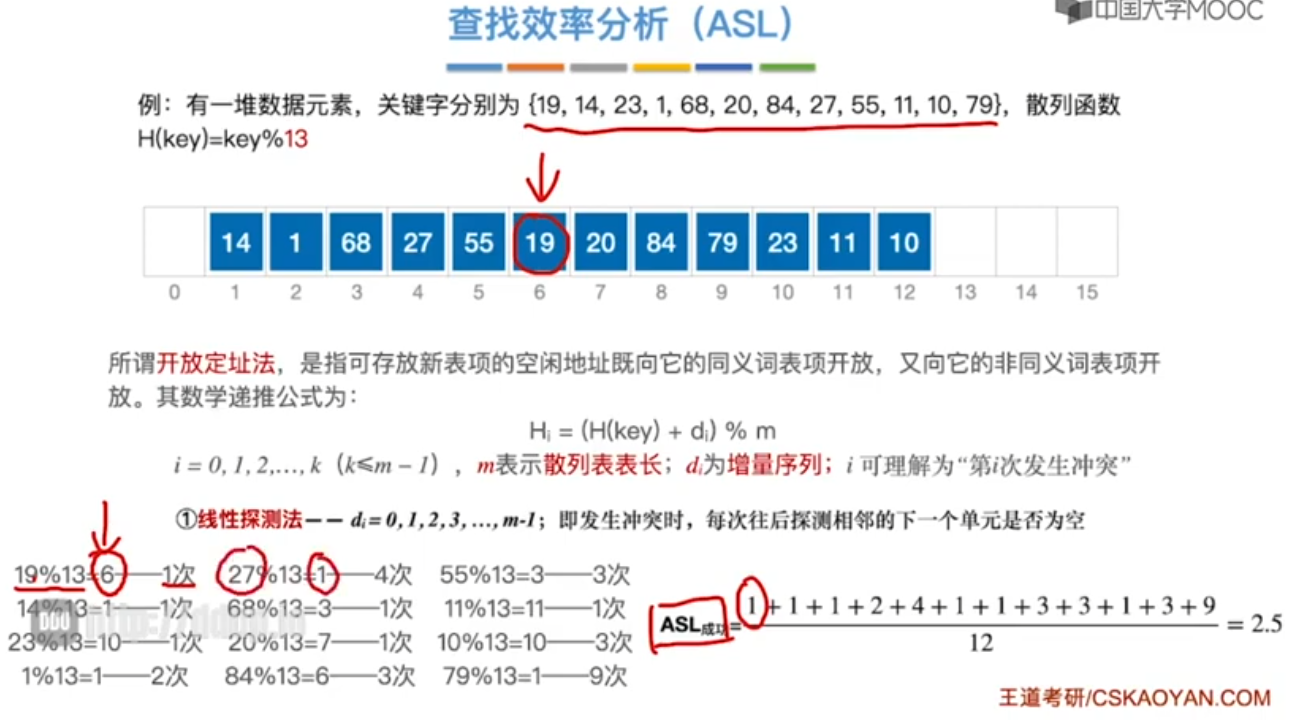 查找效率分析（ASL）
中国大学MOOC
例：有一堆数据元素，关键字分别为 {19, 14, 23, 1, 68, 20, 84, 27, 55, 11, 10, 79}，散列函数
H(key)=key%13
14 1 68 27 55 19 20 84 79 23 11 10
0 1 2 3 4 5 6 7 8 9 10 11 12 13 14 15
所谓开放定址法，是指可存放新表项的空闲地址既向它的同义词表项开放，又向它的非同义词表项开
放。其数学递推公式为：
Hᵢ = (H(key) + dᵢ) % m
i = 0, 1, 2,…, k（k≤m – 1），m表示散列表表长；dᵢ为增量序列；i 可理解为“第i次发生冲突”
①线性探测法—— dᵢ = 0, 1, 2, 3, …, m-1；即发生冲突时，每次往后探测相邻的下一个单元是否为空
19%13=6——1次 27%13=1——4次 55%13=3——3次
14%13=1——1次 68%13=3——1次 11%13=11——1次
23%13=10——1次 20%13=7——1次 10%13=10——3次
1%13=1——2次 84%13=6——3次 79%13=1——9次
ASL成功=
1 + 1 + 1 + 2 + 4 + 1 + 1 + 3 + 3 + 1 + 3 + 9
12
= 2.5
王道考研/CSKAOYAN.COM